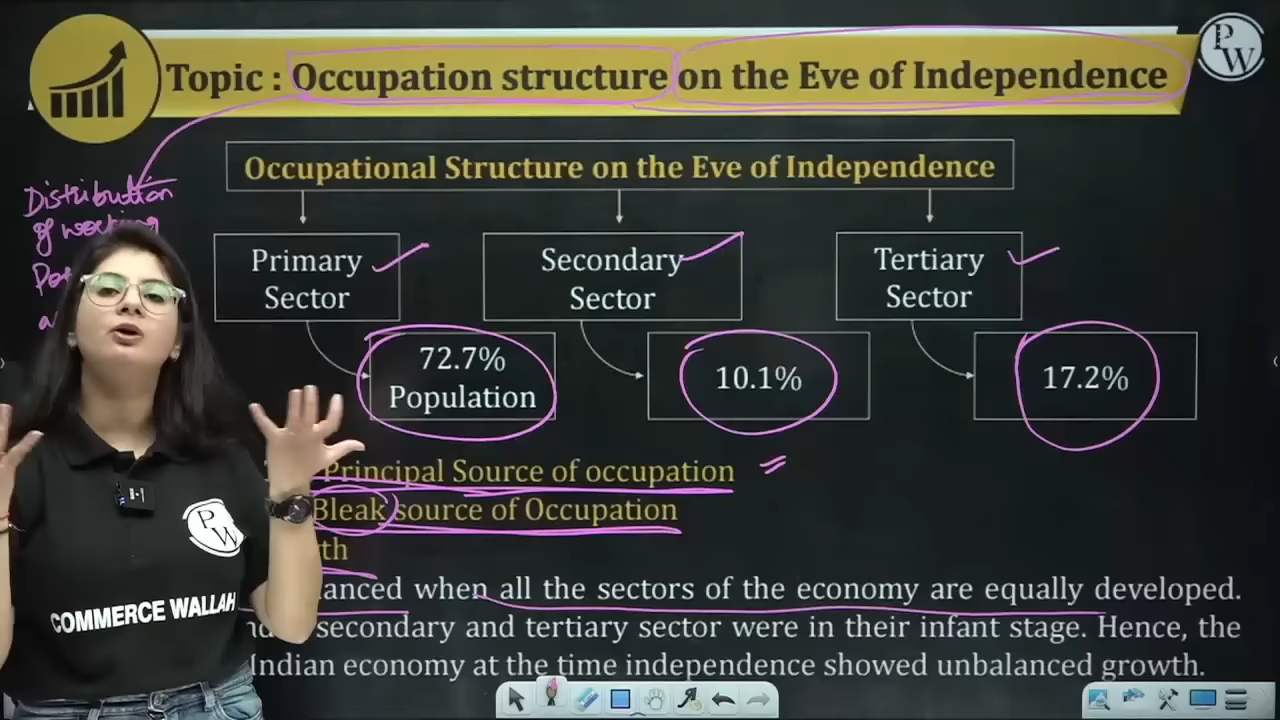 Topic : Occupation structure on the Eve of Independence
PW
Occupational Structure on the Eve of Independence
Distribution
of working
Primary
Sector
Secondary
Sector
Tertiary
Sector
72.7%
Population
10.1%
17.2%
Principal Source of occupation
Bleak source of Occupation
th
anced when all the sectors of the economy are equally developed.
secondary and tertiary sector were in their infant stage. Hence, the
Indian economy at the time independence showed unbalanced growth.
PW
COMMERCE WALLAH